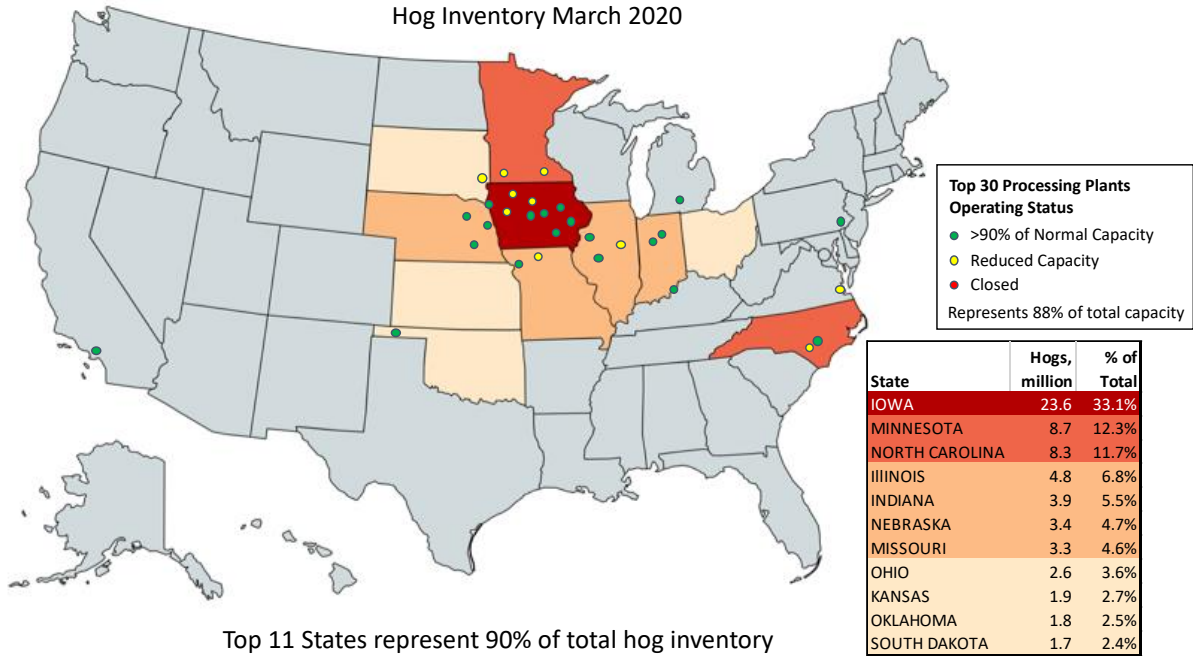 Hog Inventory March 2020
Top 30 Processing Plants
Operating Status
>90% of Normal Capacity
Reduced Capacity
Closed
Represents 88% of total capacity
State Hogs, million % of Total
IOWA 23.6 33.1%
MINNESOTA 8.7 12.3%
NORTH CAROLINA 8.3 11.7%
IllINOIS 4.8 6.8%
INDIANA 3.9 5.5%
NEBRASKA 3.4 4.7%
MISSOURI 3.3 4.6%
OHIO 2.6 3.6%
KANSAS 1.9 2.7%
OKLAHOMA 1.8 2.5%
SOUTH DAKOTA 1.7 2.4%
Top 11 States represent 90% of total hog inventory